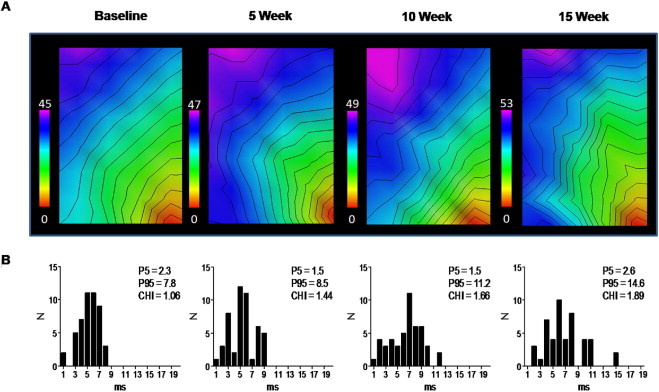 A
Baseline 5 Week 10 Week 15 Week
45 47 49 53
0 0 0 0
B
15 15 15 15
P5 = 2.3 P5 = 1.5 P5 = 1.5 P5 = 2.6
P95 = 7.8 P95 = 8.5 P95 = 11.2 P95 = 14.6
CHI = 1.06 CHI = 1.44 CHI = 1.66 CHI = 1.89
10 10 10 10
N N N N
5 5 5 5
0 0 0 0
1 3 5 7 9 11 13 15 17 19 1 3 5 7 9 11 13 15 17 19 1 3 5 7 9 11 13 15 17 19 1 3 5 7 9 11 13 15 17 19
ms ms ms ms